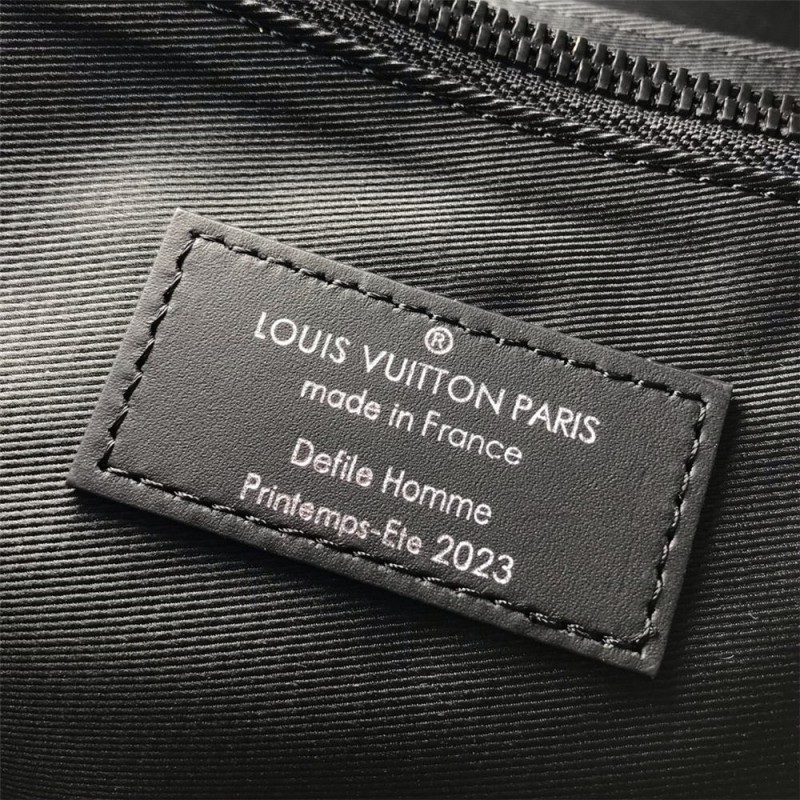 ®
LOUIS VUITTON PARIS
made in France
Defile Homme
Printemps-Ete 2023